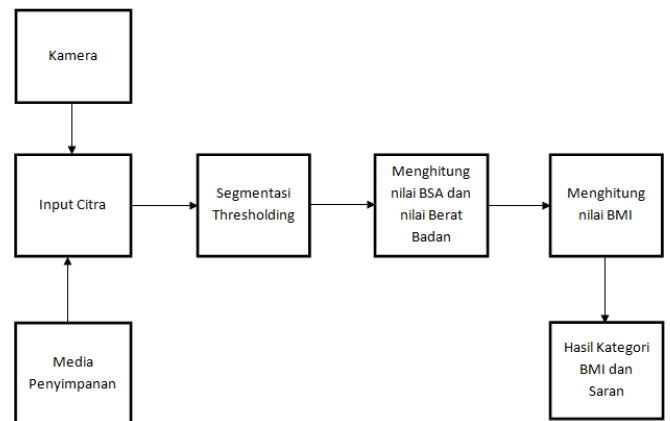 Kamera
Input Citra
Segmentasi
Thresholding
Menghitung
nilai BSA dan
nilai Berat
Badan
Menghitung
nilai BMI
Media
Penyimpanan
Hasil Kategori
BMI dan
Saran